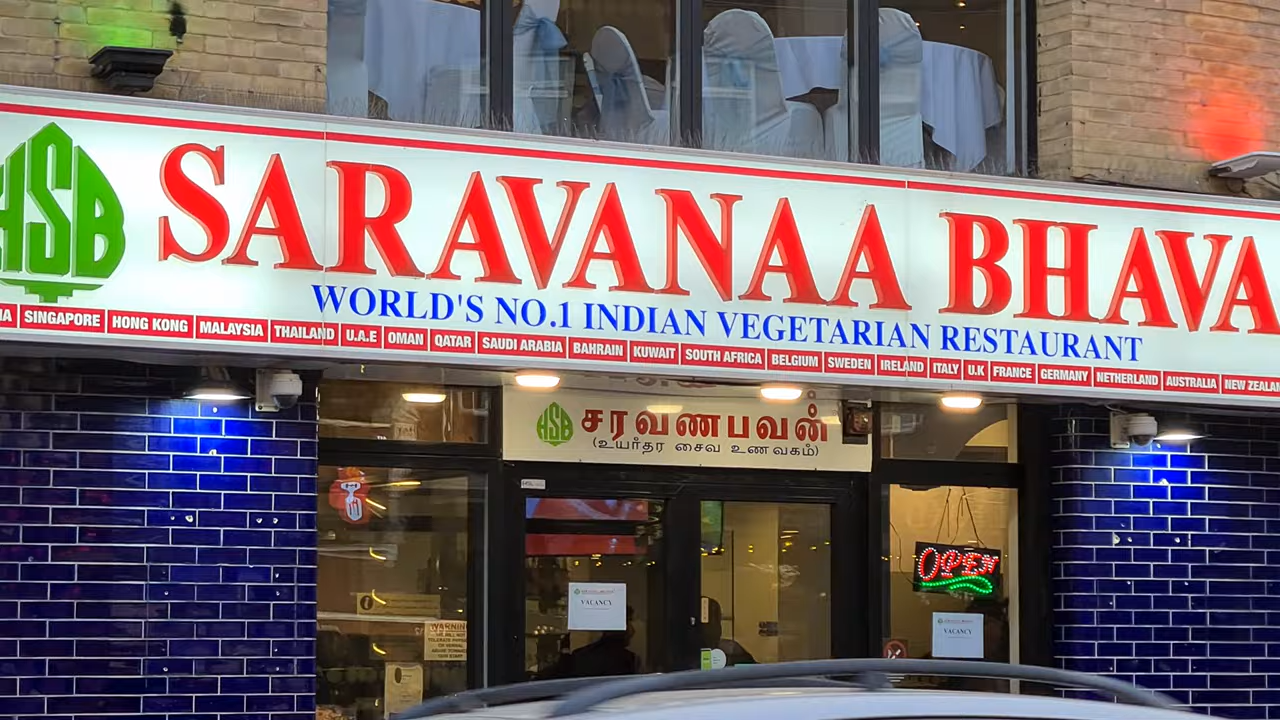 HSB
SARAVANAA BHAVA
WORLD'S NO.1 INDIAN VEGETARIAN RESTAURANT
IA SINGAPORE HONG KONG MALAYSIA THAILAND U.A.E OMAN QATAR SAUDI ARABIA BAHRAIN KUWAIT SOUTH AFRICA BELGIUM SWEDEN IRELAND ITALY U.K FRANCE GERMANY NETHERLAND AUSTRALIA NEW ZEALAN
HSB சரவணபவன்
(உயர்தர சைவ உணவகம்)
OPEN
VACANCY
VACANCY
WARNING